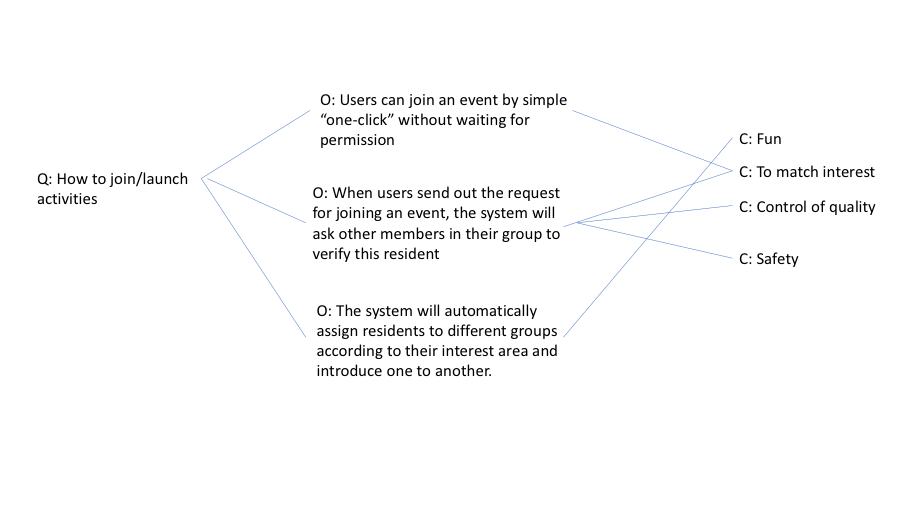 Q: How to join/launch
activities
O: Users can join an event by simple
“one-click” without waiting for
permission
O: When users send out the request
for joining an event, the system will
ask other members in their group to
verify this resident
O: The system will automatically
assign residents to different groups
according to their interest area and
introduce one to another.
C: Fun
C: To match interest
C: Control of quality
C: Safety